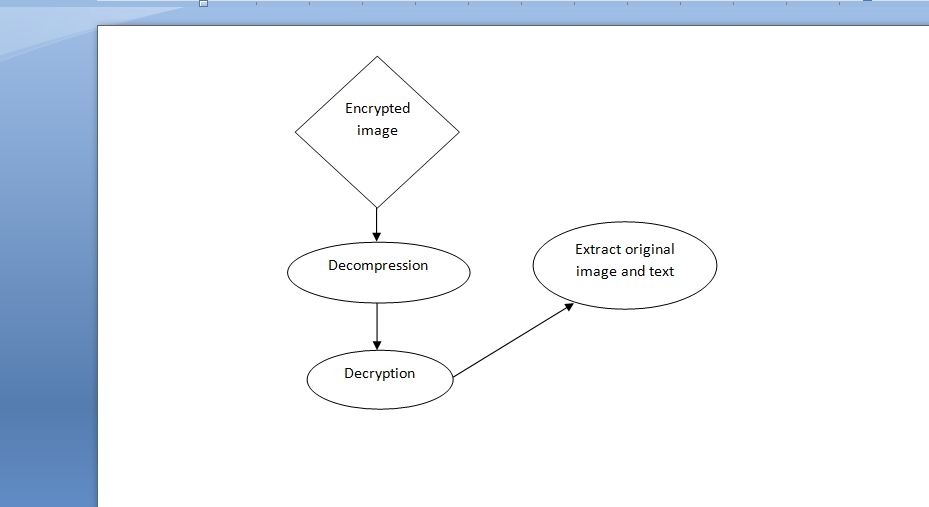 Encrypted
image
Decompression
Extract original
image and text
Decryption